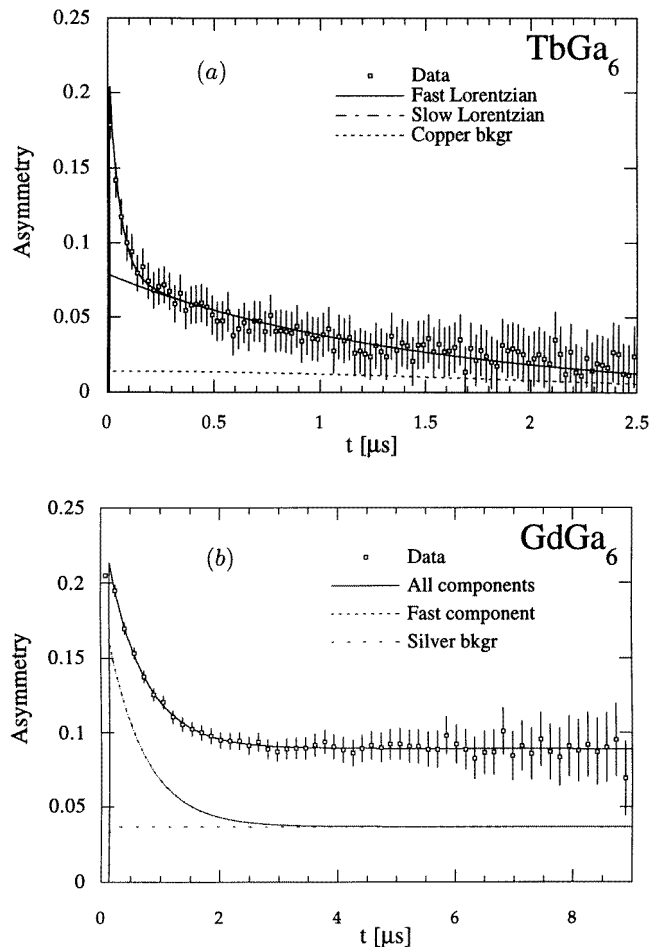 0.25
TbGa6
(a)
Data
Fast Lorentzian
Slow Lorentzian
Copper bkgr
0.2
0.15
0.1
0.05
0
Asymmetry
0 0.5 1 1.5 2 2.5
t [μs]
0.25
GdGa6
(b)
Data
All components
Fast component
Silver bkgr
0.2
0.15
0.1
0.05
0
Asymmetry
0 2 4 6 8
t [μs]